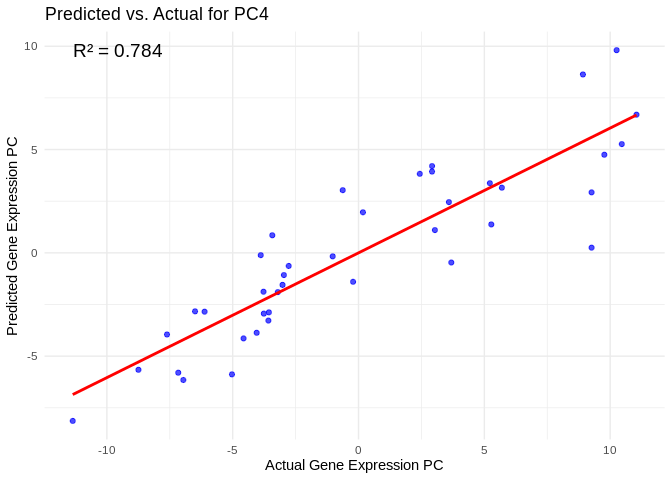 Predicted vs. Actual for PC4
R² = 0.784
10
5
0
-5
Predicted Gene Expression PC
-10
-5
0
5
10
Actual Gene Expression PC